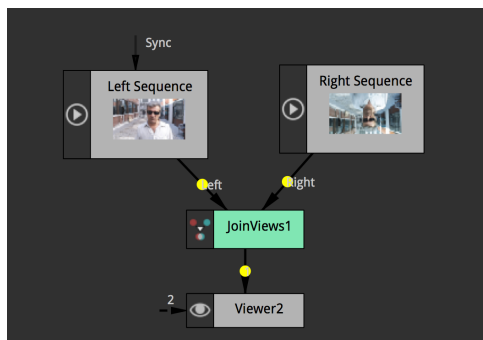 Sync
Left Sequence
Right Sequence
Left
Right
JoinViews1
2
Viewer2